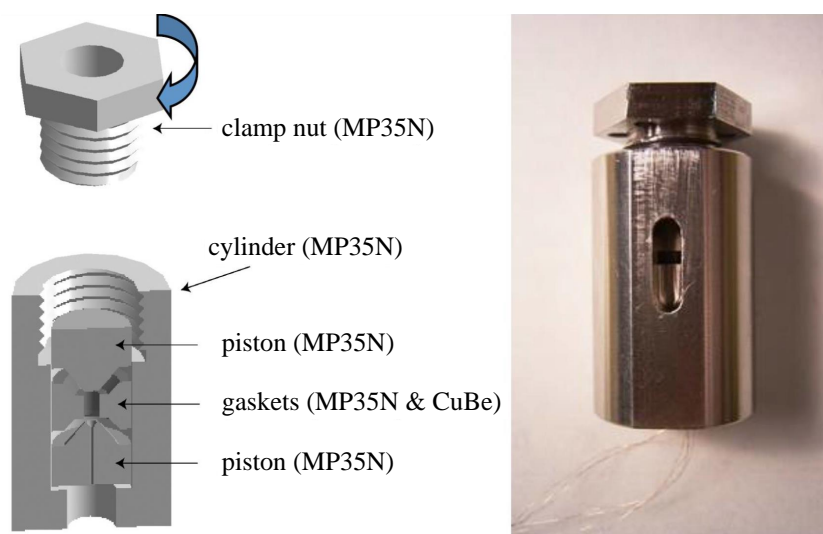 clamp nut (MP35N)
cylinder (MP35N)
piston (MP35N)
gaskets (MP35N & CuBe)
piston (MP35N)